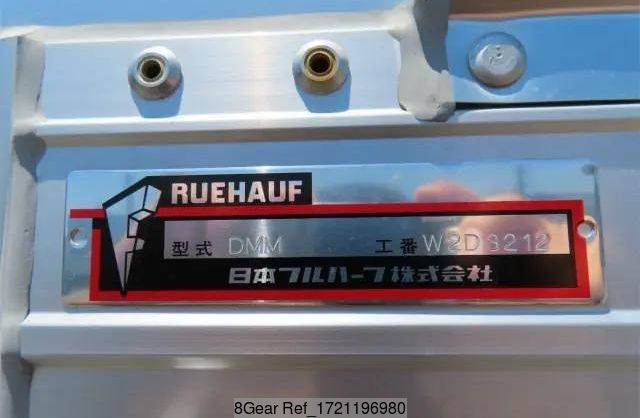 RUEHAUF
型式 DMM 工番 W2D3212
日本フルハーフ株式会社
8Gear Ref_1721196980